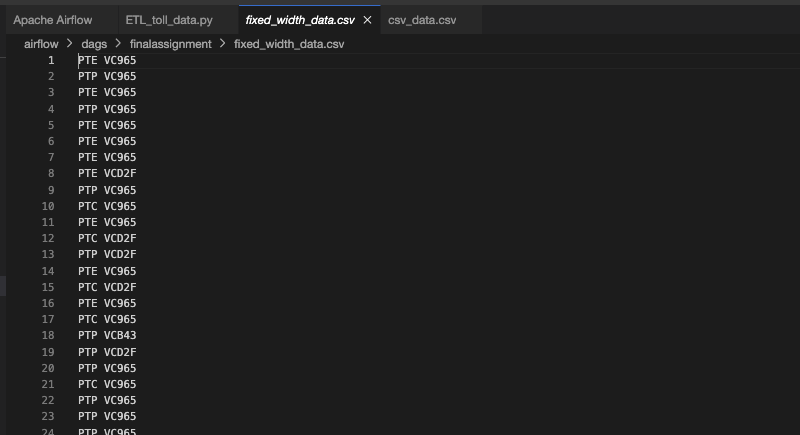 Apache Airflow ETL_toll_data.py fixed_width_data.csv × csv_data.csv
airflow > dags > finalassignment > fixed_width_data.csv
1 PTE VC965
2 PTP VC965
3 PTE VC965
4 PTP VC965
5 PTE VC965
6 PTE VC965
7 PTE VC965
8 PTE VCD2F
9 PTP VC965
10 PTC VC965
11 PTE VC965
12 PTC VCD2F
13 PTP VCD2F
14 PTE VC965
15 PTC VCD2F
16 PTE VC965
17 PTC VC965
18 PTP VCB43
19 PTP VCD2F
20 PTP VC965
21 PTC VC965
22 PTP VC965
23 PTP VC965
24 PTP VC965